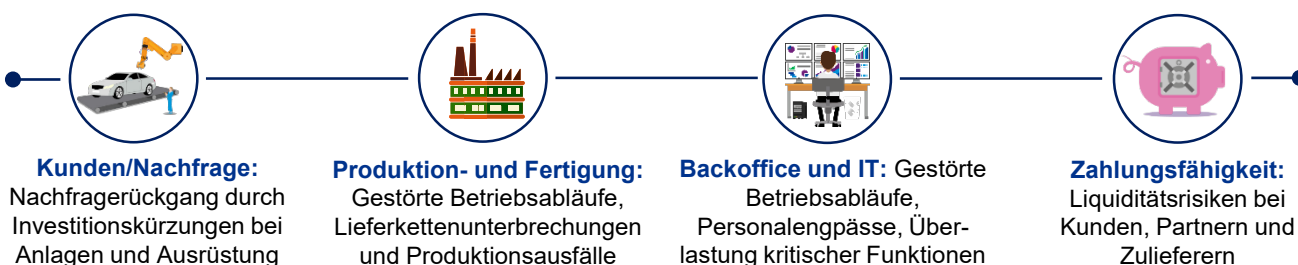 Kunden/Nachfrage:
Nachfragerückgang durch
Investitionskürzungen bei
Anlagen und Ausrüstung
Produktion- und Fertigung:
Gestörte Betriebsabläufe,
Lieferkettenunterbrechungen
und Produktionsausfälle
Backoffice und IT: Gestörte
Betriebsabläufe,
Personalengpässe, Über-
lastung kritischer Funktionen
Zahlungsfähigkeit:
Liquiditätsrisiken bei
Kunden, Partnern und
Zulieferern